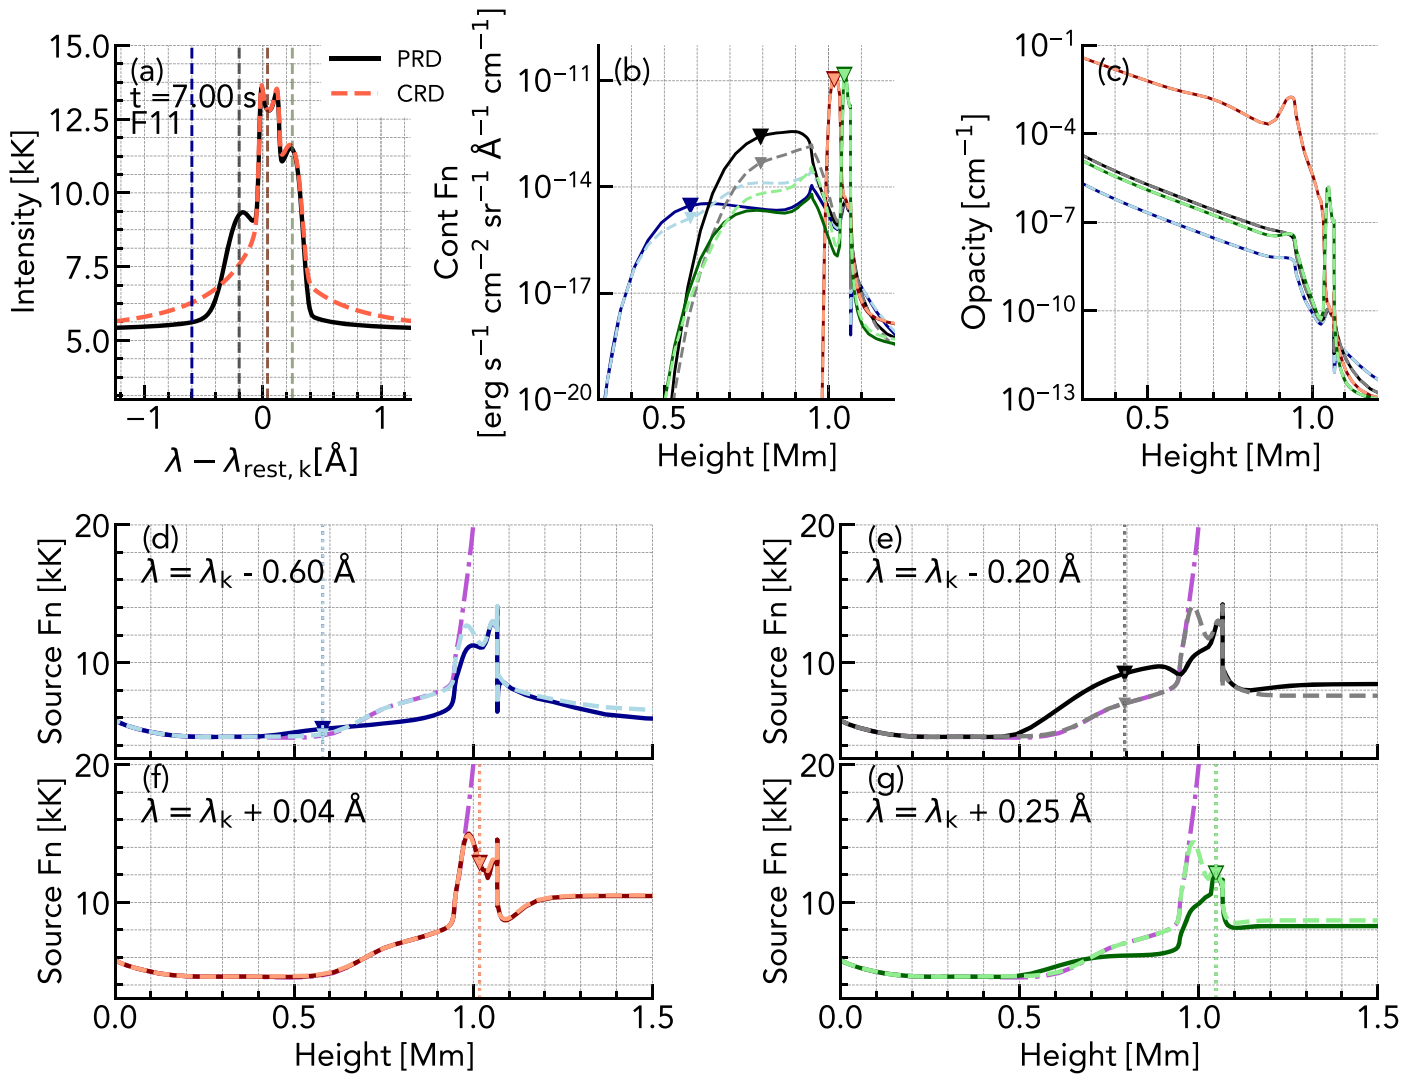 15.0
12.5
10.0
7.5
5.0
Intensity [kK]
(a)
t =7.00 s
F11
PRD
CRD
−1
0
1
λ − λrest, k[Å]
Cont Fn
[erg s−1 cm−2 sr−1 Å−1 cm−1]
10−11
10−14
10−17
10−20
(b)
0.5
1.0
Height [Mm]
Opacity [cm−1]
10−1
10−4
10−7
10−10
10−13
(c)
0.5
1.0
Height [Mm]
Source Fn [kK]
20
10
(d)
λ = λk - 0.60 Å
Source Fn [kK]
20
10
(e)
λ = λk - 0.20 Å
Source Fn [kK]
20
10
(f)
λ = λk + 0.04 Å
0.0
0.5
1.0
1.5
Height [Mm]
Source Fn [kK]
20
10
(g)
λ = λk + 0.25 Å
0.0
0.5
1.0
1.5
Height [Mm]